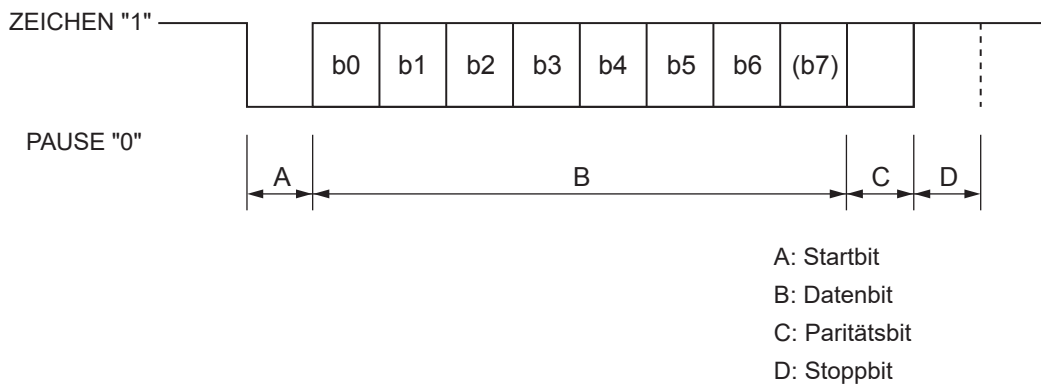 ZEICHEN "1"
b0 b1 b2 b3 b4 b5 b6 (b7)
PAUSE "0"
A B C D
A: Startbit
B: Datenbit
C: Paritätsbit
D: Stoppbit